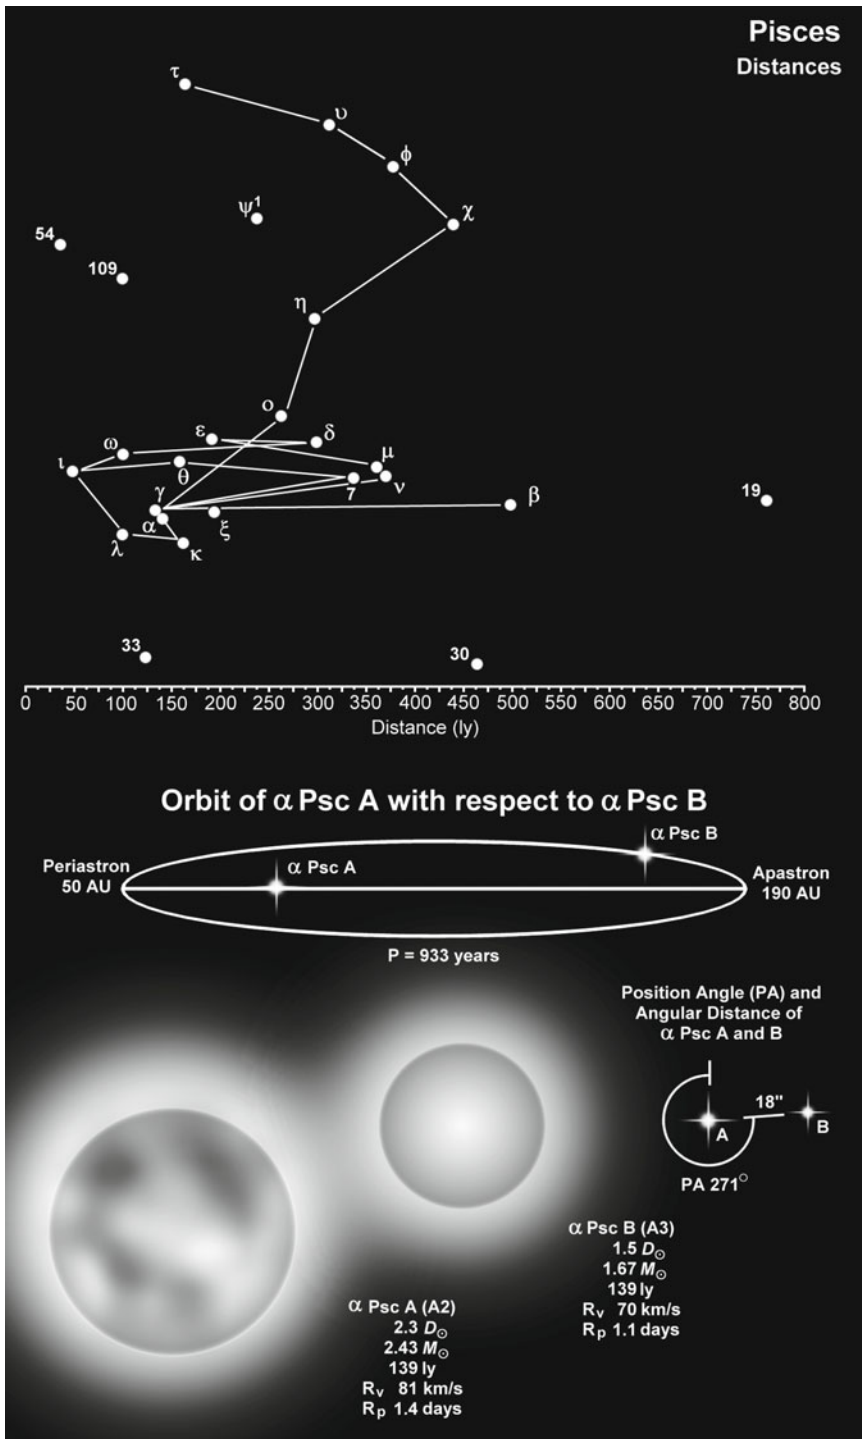 Pisces
Distances
τ
υ
ϕ
ψ¹
χ
54
109
η
ο
ε
δ
ω
μ
ι
θ
7
ν
γ
β
19
α
ξ
λ
κ
33
30
0 50 100 150 200 250 300 350 400 450 500 550 600 650 700 750 800
Distance (ly)
Orbit of α Psc A with respect to α Psc B
α Psc B
Periastron
50 AU
α Psc A
Apastron
190 AU
P = 933 years
Position Angle (PA) and
Angular Distance of
α Psc A and B
18"
A
B
PA 271°
α Psc B (A3)
1.5 D☉
1.67 M☉
139 ly
Rv 70 km/s
Rp 1.1 days
α Psc A (A2)
2.3 D☉
2.43 M☉
139 ly
Rv 81 km/s
Rp 1.4 days